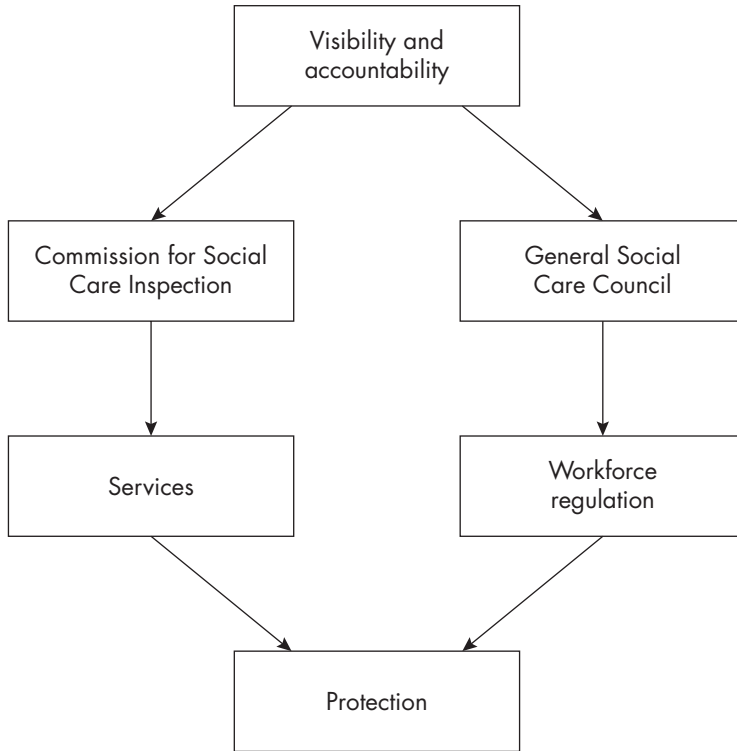 Visibility and
accountability
Commission for Social
Care Inspection
General Social
Care Council
Services
Workforce
regulation
Protection